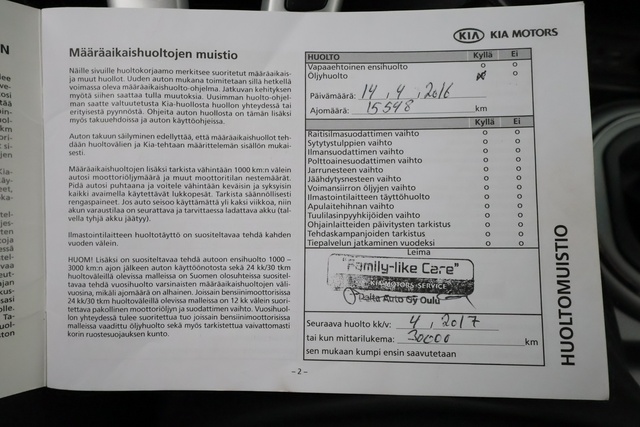 KIA KIA MOTORS
Määräaikaishuoltojen muistio
Näille sivuille huoltokorjaamo merkitsee suoritetut määräaikais-
ja muut huollot. Uuden auton mukana toimitetaan sillä hetkellä
voimassa oleva määräaikaishuolto-ohjelma. Jatkuvan kehityksen
myötä siihen saattaa tulla muutoksia. Uusimman huolto-ohjel-
man saatte valtuutetusta Kia-huollosta huollon yhteydessä tai
erityisestä pyynnöstä. Ohjeita auton huollosta on tämän lisäksi
myös takuuehdoissa ja auton käyttöohjeissa.
Auton takuun säilyminen edellyttää, että määräaikaishuollot teh-
dään huoltovälien ja Kia-tehtaan määrittelemän sisällön mukai-
sesti.
Määräaikaishuoltojen lisäksi tarkista vähintään 1000 km:n välein
autosi moottoriöljymäärä ja muut moottoritilan nestemäärät.
Pidä autosi puhtaana ja voitele vähintään keväisin ja syksyisin
kaikki avaimella käytettävät lukkopesät. Tarkista säännöllisesti
rengaspaineet. Jos auto seisoo käyttämättä yli kaksi viikkoa, niin
akun varaustilaa on seurattava ja tarvittaessa ladattava akku (tal-
vella tyhjä akku jäätyy).
Ilmastointilaitteen huoltotäyttö on suositeltavaa tehdä kahden
vuoden välein.
HUOM! Lisäksi on suositeltavaa tehdä autoon ensihuolto 1000 –
3000 km:n ajon jälkeen auton käyttöönotosta sekä 24 kk/30 tkm
huoltovälillä olevissa malleissa on Suomen olosuhteissa suositelta-
vaa tehdä vuosihuolto varsinaisten määräaikaishuoltojen väli-
vuosina, mikäli ajomäärä on alhainen. Joissain bensiinimoottorissa
24 kk/30 tkm huoltovälillä olevissa malleissa on 12 kk välein suori-
tettava pakollinen moottoriöljyn ja suodattimen vaihto. Vuosihuol-
lon yhteydessä tulee suoritettua tuo joissain bensiinimoottorisissa
malleissa vaadittu öljyhuolto sekä myös tarkistettua vaivattomasti
korin ruostesuojauksen kunto.
HUOLTO Kyllä Ei
Vapaaehtoinen ensihuolto o o
Öljyhuolto o
Päivämäärä: 14, 4, 2016
Ajomäärä: 15548 km
Kyllä Ei
Raitisilmasuodattimen vaihto o o
Sytytystulppien vaihto o o
Ilmansuodattimen vaihto o o
Polttoainesuodattimen vaihto o o
Jarrunesteen vaihto o o
Jäähdytysnesteen vaihto o o
Voimansiirron öljyjen vaihto o o
Ilmastointilaitteen täyttöhuolto o o
Apulaitehihnan vaihto o o
Tuulilasinpyyhkijöiden vaihto o o
Ohjainlaitteiden päivitysten tarkistus o o
Tehdaskampanjoiden tarkistus o o
Tiepalvelun jatkaminen vuodeksi o o
Leima
"Family-like Care"
KIA MOTORS SERVICE
Delta Auto Oy Oulu
Seuraava huolto kk/v: 4, 2017
tai kun mittarilukema: 30000 km
sen mukaan kumpi ensin saavutetaan
HUOLTOMUISTIO
– 2 –